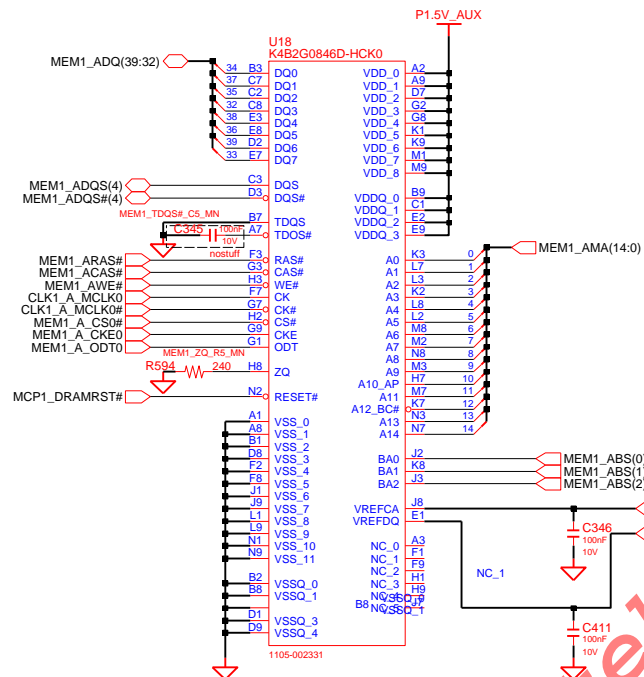 P1.5V_AUX
U18
K4B2G0846D-HCK0
MEM1_ADQ(39:32)
34 B3 DQ0 VDD_0 A2
37 C7 DQ1 VDD_1 A9
35 C2 DQ2 VDD_2 D7
32 C8 DQ3 VDD_3 G2
38 E3 DQ4 VDD_4 G8
36 E8 DQ5 VDD_5 K1
39 D2 DQ6 VDD_6 K9
33 E7 DQ7 VDD_7 M1
VDD_8 M9
MEM1_ADQS(4) C3 DQS
MEM1_ADQS#(4) D3 DQS#
VDDQ_0 B9
VDDQ_1 C1
VDDQ_2 E2
VDDQ_3 E9
MEM1_TDQS#_C5_MN
B7 TDQS
C345 100nF A7 TDOS#
10V
nostuff
MEM1_AMA(14:0)
MEM1_ARAS# F3 RAS# A0 K3 0
MEM1_ACAS# G3 CAS# A1 L7 1
MEM1_AWE# H3 WE# A2 L3 2
CLK1_A_MCLK0 F7 CK A3 K2 3
CLK1_A_MCLK0# G7 CK# A4 L8 4
MEM1_A_CS0# H2 CS# A5 L2 5
MEM1_A_CKE0 G9 CKE A6 M8 6
MEM1_A_ODT0 G1 ODT A7 M2 7
A8 N8 8
A9 M3 9
A10_AP H7 10
A11 M7 11
A12_BC# K7 12
A13 N3 13
A14 N7 14
MEM1_ZQ_R5_MN
R594 240 H8 ZQ
MCP1_DRAMRST# N2 RESET#
A1 VSS_0
A8 VSS_1
B1 VSS_2
D8 VSS_3
F2 VSS_4
F8 VSS_5
J1 VSS_6
J9 VSS_7
L1 VSS_8
L9 VSS_9
N1 VSS_10
N9 VSS_11
BA0 J2 MEM1_ABS(0)
BA1 K8 MEM1_ABS(1)
BA2 J3 MEM1_ABS(2)
VREFCA J8
VREFDQ E1
C346
100nF
10V
NC_0 A3
NC_1 F1
NC_2 F9
NC_3 H1
H9
NC_1
B2 VSSQ_0
B8 VSSQ_1
B8
D1 VSSQ_3
D9 VSSQ_4
C411
100nF
10V
1105-002331